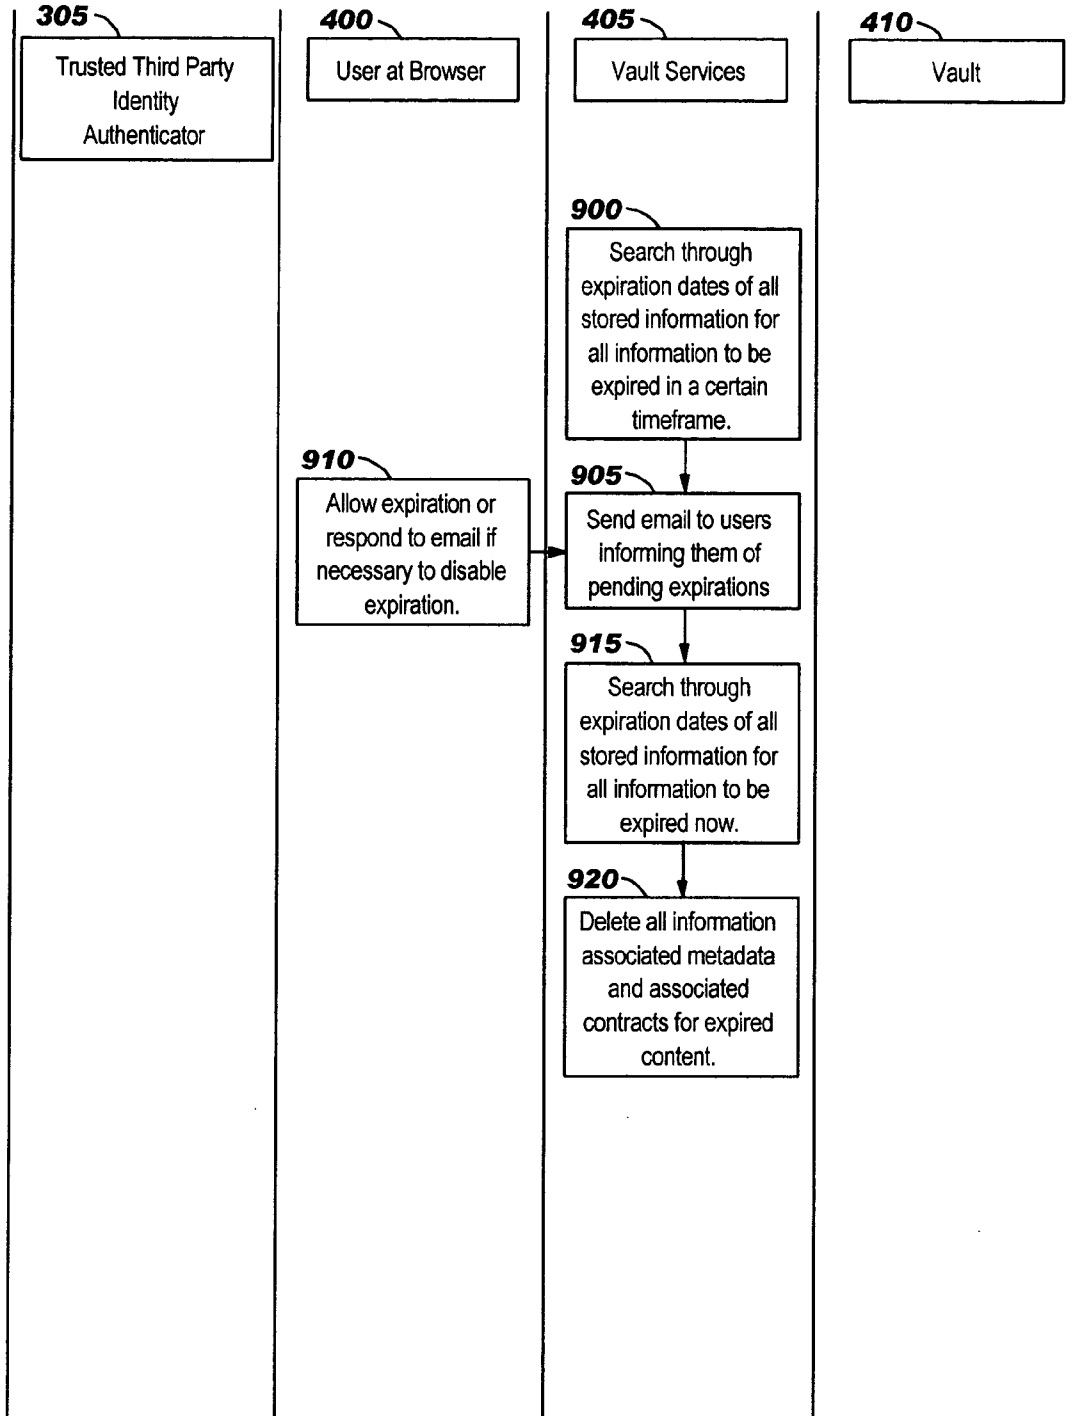 305
Trusted Third Party
Identity
Authenticator
400
User at Browser
405
Vault Services
410
Vault
900
Search through
expiration dates of all
stored information for
all information to be
expired in a certain
timeframe.
910
Allow expiration or
respond to email if
necessary to disable
expiration.
905
Send email to users
informing them of
pending expirations
915
Search through
expiration dates of all
stored information for
all information to be
expired now.
920
Delete all information
associated metadata
and associated
contracts for expired
content.